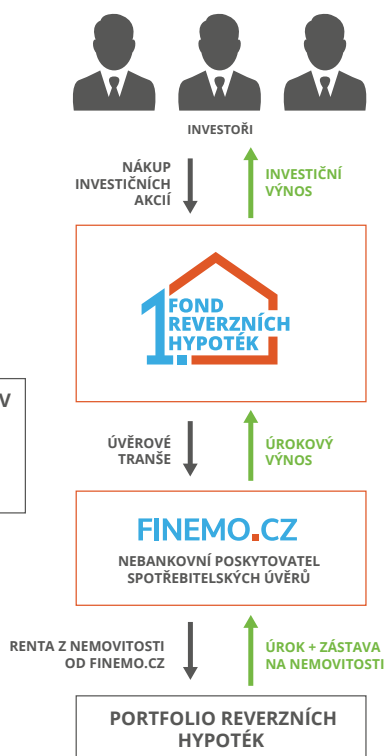 INVESTOŘI
NÁKUP
INVESTIČNÍCH
AKCIÍ
INVESTIČNÍ
VÝNOS
1.
FOND
REVERZNÍCH
HYPOTÉK
V
ÚVĚROVÉ
TRANŠE
ÚROKOVÝ
VÝNOS
FINEMO.CZ
NEBANKOVNÍ POSKYTOVATEL
SPOTŘEBITELSKÝCH ÚVĚRŮ
RENTA Z NEMOVITOSTI
OD FINEMO.CZ
ÚROK + ZÁSTAVA
NA NEMOVITOSTI
PORTFOLIO REVERZNÍCH
HYPOTÉK